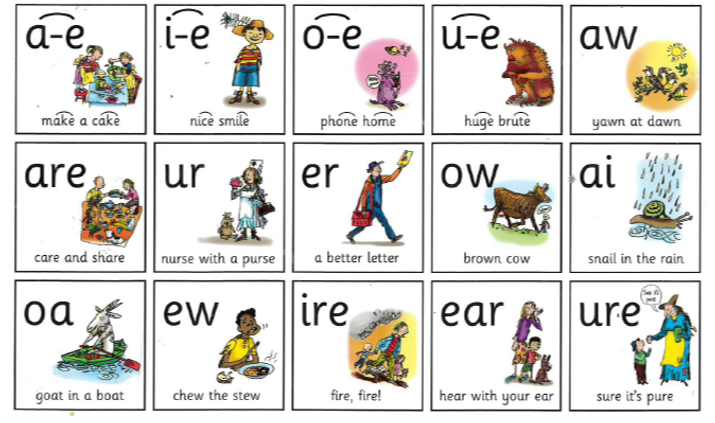 a-e
make a cake
i-e
nice smile
o-e
phone home
u-e
huge brute
aw
yawn at dawn
are
care and share
ur
nurse with a purse
er
a better letter
ow
brown cow
ai
snail in the rain
oa
goat in a boat
ew
chew the stew
ire
fire, fire!
ear
hear with your ear
ure
sure it's pure